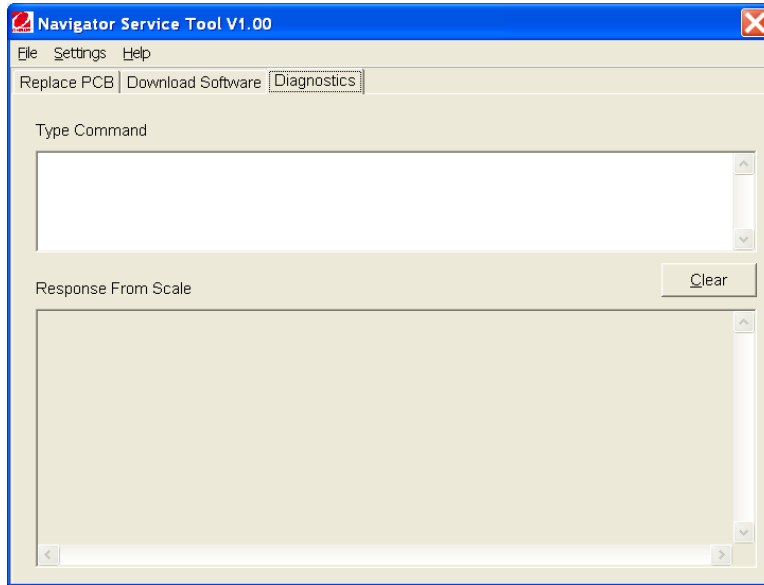 Navigator Service Tool V1.00
File Settings Help
Replace PCB Download Software Diagnostics
Type Command
Clear
Response From Scale